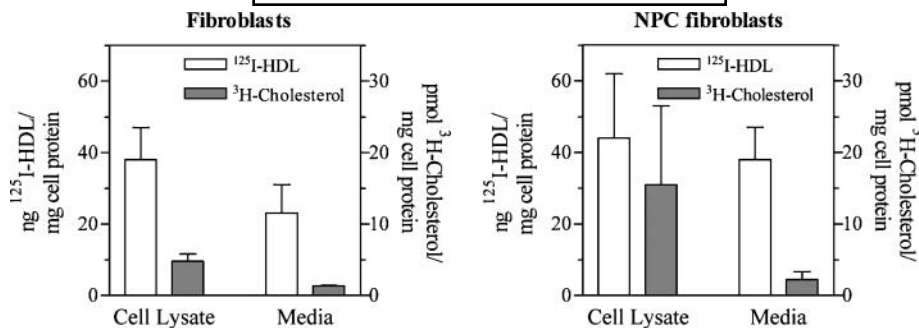 Fibroblasts
NPC fibroblasts
60
40
20
0
ng ¹²⁵I-HDL/
mg cell protein
¹²⁵I-HDL
³H-Cholesterol
30
20
10
0
pmol ³H-Cholesterol/
mg cell protein
Cell Lysate
Media
60
40
20
0
ng ¹²⁵I-HDL/
mg cell protein
¹²⁵I-HDL
³H-Cholesterol
30
20
10
0
pmol ³H-Cholesterol/
mg cell protein
Cell Lysate
Media